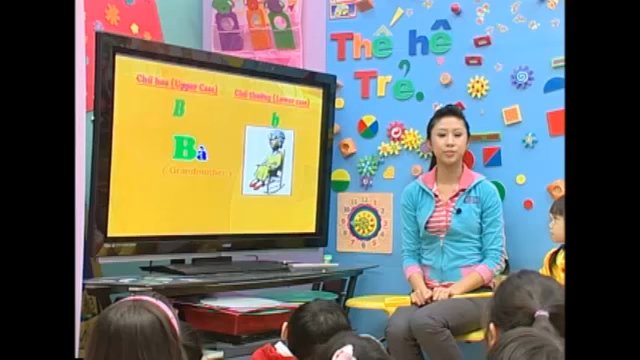 Chữ hoa (Upper Case)
Chữ thường (Lower case)
B
b
Bà
( Grandmother )
Thế hệ
Trẻ.